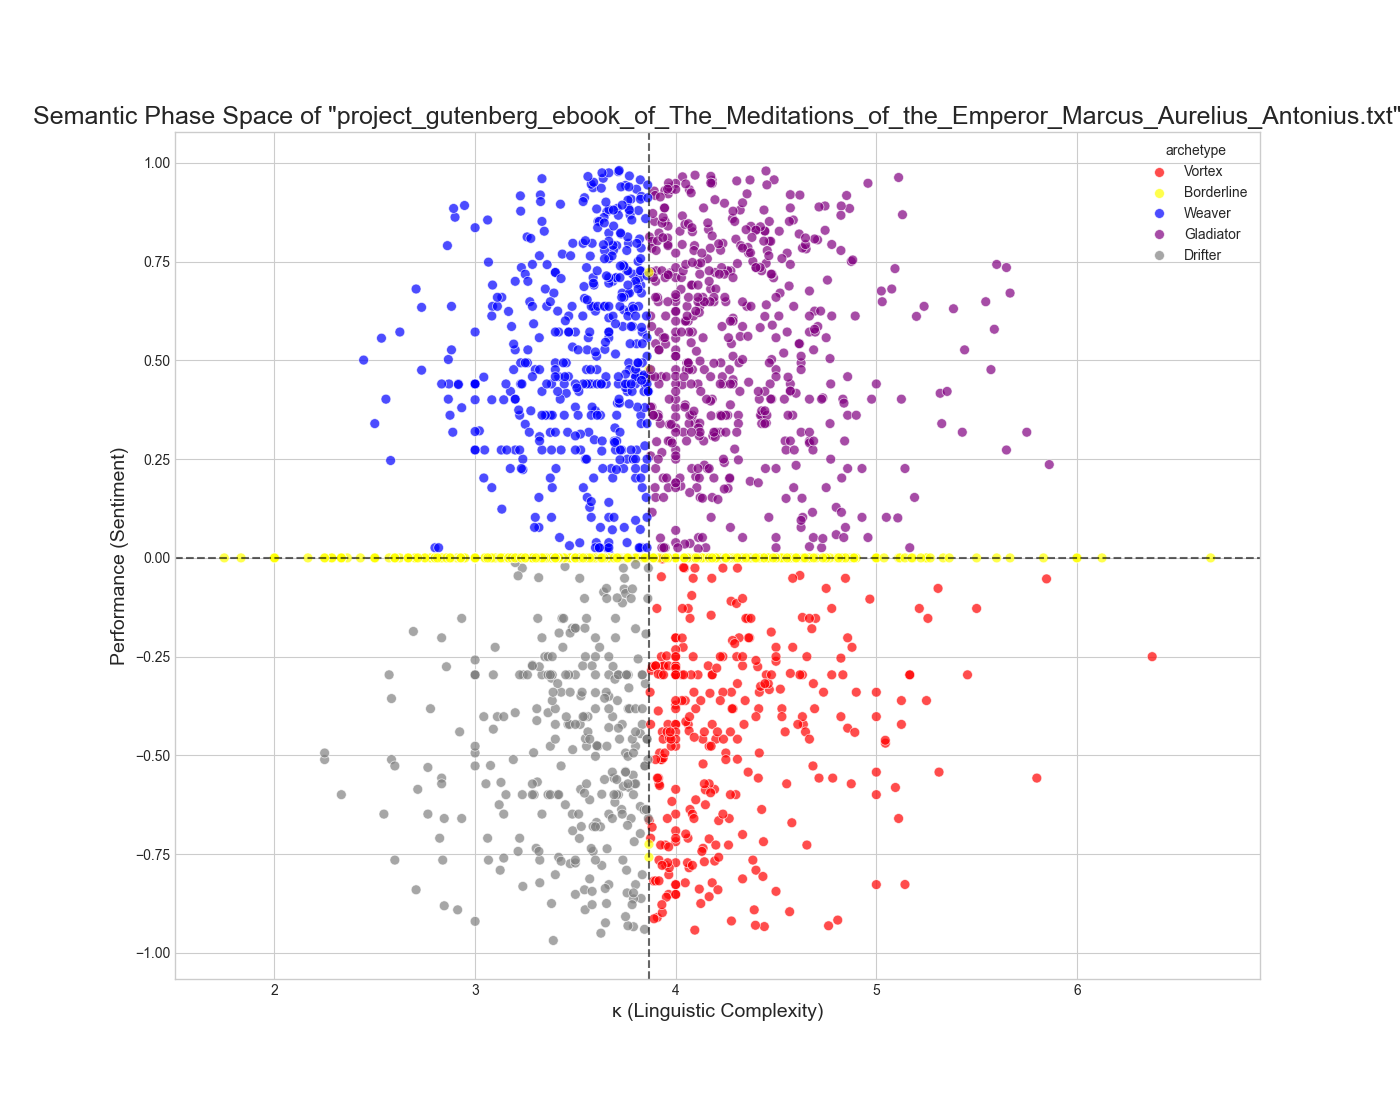 Semantic Phase Space of "project_gutenberg_ebook_of_The_Meditations_of_the_Emperor_Marcus_Aurelius_Antonius.txt"
archetype
Vortex
Borderline
Weaver
Gladiator
Drifter
1.00
0.75
0.50
0.25
0.00
−0.25
−0.50
−0.75
−1.00
Performance (Sentiment)
2 3 4 5 6
κ (Linguistic Complexity)